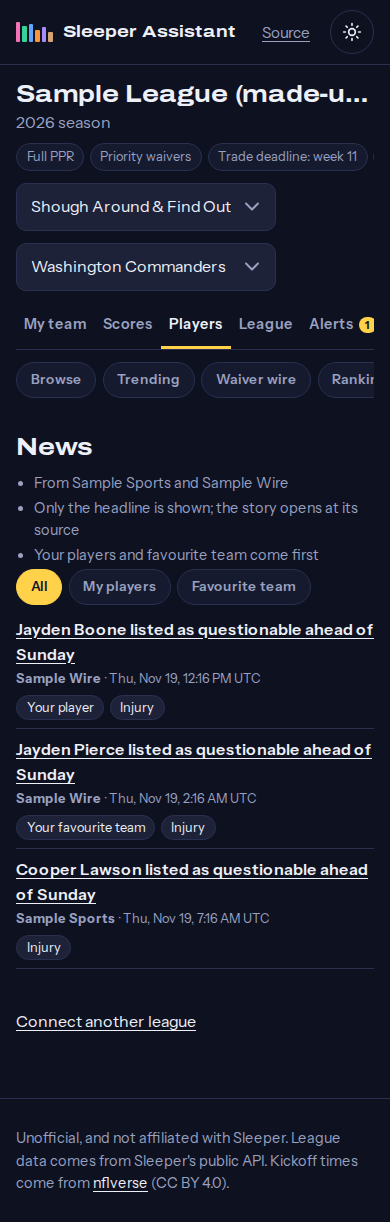 Sleeper Assistant
Source
Sample League (made-u...
2026 season
Full PPR
Priority waivers
Trade deadline: week 11
Shough Around & Find Out
Washington Commanders
My team
Scores
Players
League
Alerts 1
Browse
Trending
Waiver wire
Rankin
News
• From Sample Sports and Sample Wire
• Only the headline is shown; the story opens at its
source
• Your players and favourite team come first
All
My players
Favourite team
Jayden Boone listed as questionable ahead of
Sunday
Sample Wire · Thu, Nov 19, 12:16 PM UTC
Your player
Injury
Jayden Pierce listed as questionable ahead of
Sunday
Sample Wire · Thu, Nov 19, 2:16 AM UTC
Your favourite team
Injury
Cooper Lawson listed as questionable ahead
of Sunday
Sample Sports · Thu, Nov 19, 7:16 AM UTC
Injury
Connect another league
Unofficial, and not affiliated with Sleeper. League
data comes from Sleeper's public API. Kickoff times
come from nflverse (CC BY 4.0).